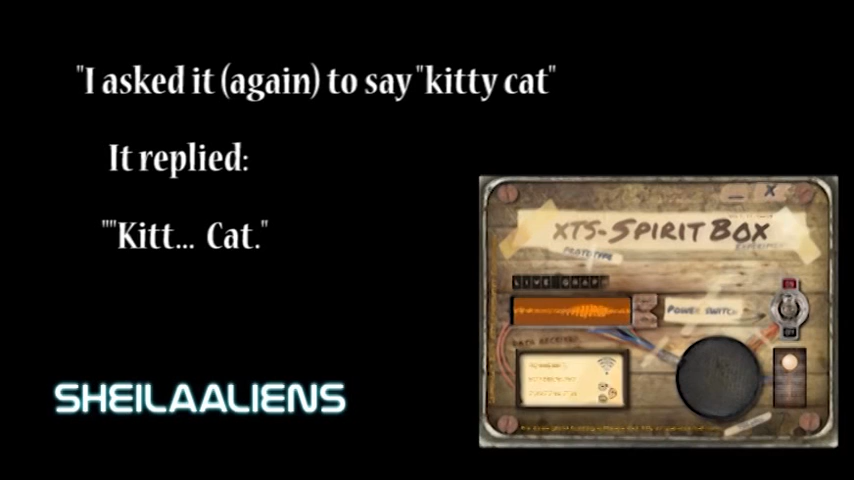 "I asked it (again) to say "kitty cat"
It replied:
""Kitt... Cat."
SHEILAALIENS
XTS-SPIRIT BOX
PROTOTYPE
POWER SWITCH